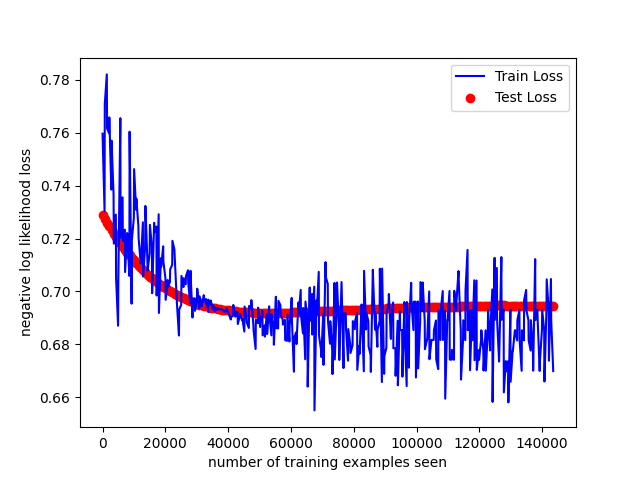 Train Loss
Test Loss
0.78
0.76
0.74
0.72
0.70
0.68
0.66
negative log likelihood loss
0 20000 40000 60000 80000 100000 120000 140000
number of training examples seen